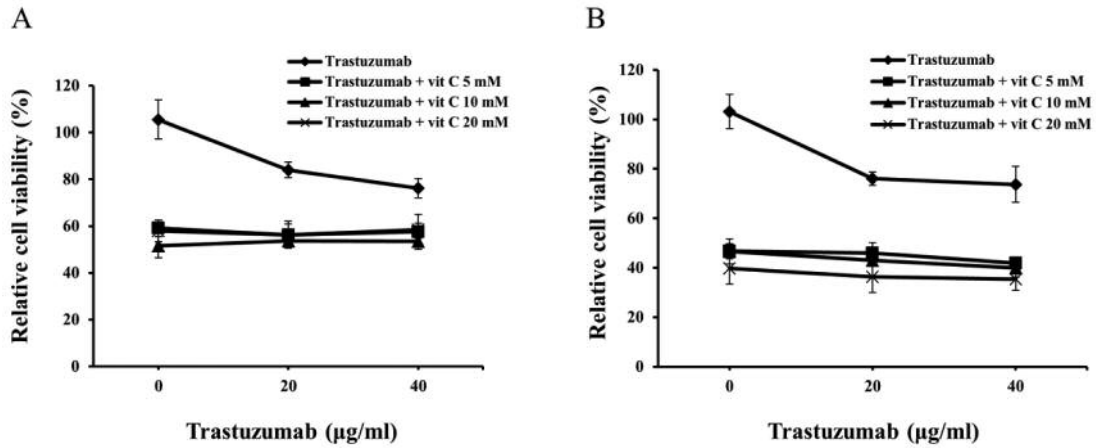 A
Trastuzumab
Trastuzumab + vit C 5 mM
Trastuzumab + vit C 10 mM
Trastuzumab + vit C 20 mM
Relative cell viability (%)
120
100
80
60
40
20
0
0 20 40
Trastuzumab (µg/ml)
B
Trastuzumab
Trastuzumab + vit C 5 mM
Trastuzumab + vit C 10 mM
Trastuzumab + vit C 20 mM
Relative cell viability (%)
120
100
80
60
40
20
0
0 20 40
Trastuzumab (µg/ml)